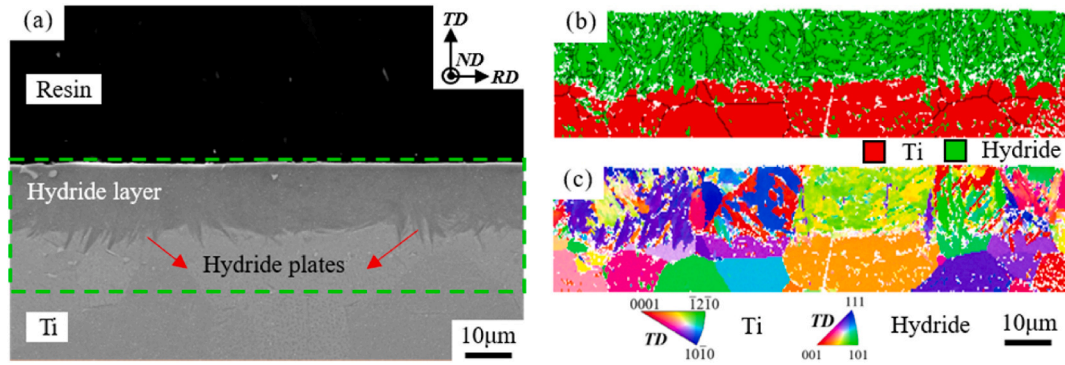 (a)
TD
ND
RD
Resin
Hydride layer
Hydride plates
Ti
10μm
(b)
Ti
Hydride
(c)
0001
1̅21̅0
TD
101̅0
Ti
111
TD
001
101
Hydride
10μm